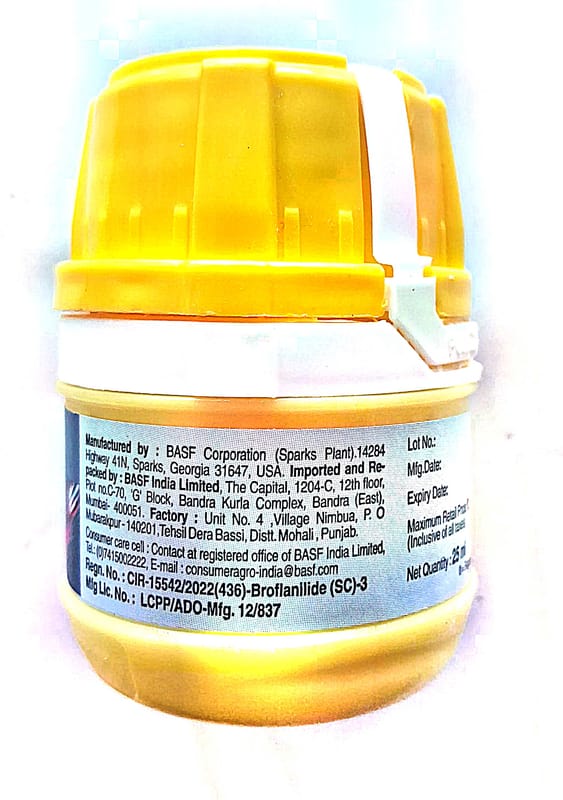 Manufactured by : BASF Corporation (Sparks Plant).14284
Highway 41N, Sparks, Georgia 31647, USA. Imported and Re-
packed by : BASF India Limited, The Capital, 1204-C, 12th floor,
Plot no.C-70, 'G' Block, Bandra Kurla Complex, Bandra (East),
Mumbai- 400051. Factory : Unit No. 4 ,Village Nimbua, P. O
Mubarakpur- 140201,Tehsil Dera Bassi, Distt. Mohali , Punjab.
Consumer care cell : Contact at registered office of BASF India Limited,
Tel.:(0)7415002222, E-mail : consumeragro-india@basf.com
Regn. No. : CIR-15542/2022(436)-Broflanilide (SC)-3
Mfg Lic. No. : LCPP/ADO-Mfg. 12/837
Lot No.:
Mfg.Date:
Expiry Date:
Maximum Retail
(Inclusive of all taxes)
Net Quantity : 25 ml